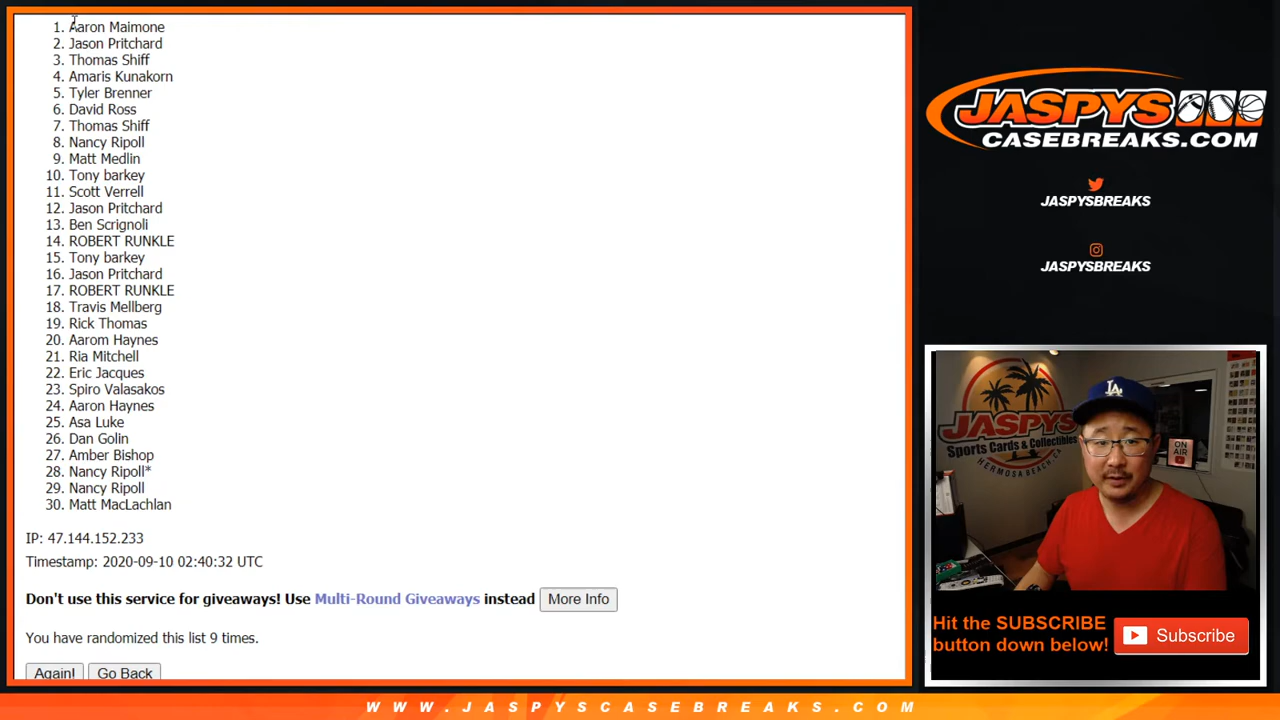 1. Aaron Maimone
2. Jason Pritchard
3. Thomas Shiff
4. Amaris Kunakorn
5. Tyler Brenner
6. David Ross
7. Thomas Shiff
8. Nancy Ripoll
9. Matt Medlin
10. Tony barkey
11. Scott Verrell
12. Jason Pritchard
13. Ben Scrignoli
14. ROBERT RUNKLE
15. Tony barkey
16. Jason Pritchard
17. ROBERT RUNKLE
18. Travis Mellberg
19. Rick Thomas
20. Aarom Haynes
21. Ria Mitchell
22. Eric Jacques
23. Spiro Valasakos
24. Aaron Haynes
25. Asa Luke
26. Dan Golin
27. Amber Bishop
28. Nancy Ripoll*
29. Nancy Ripoll
30. Matt MacLachlan
IP: 47.144.152.233
Timestamp: 2020-09-10 02:40:32 UTC
Don't use this service for giveaways! Use Multi-Round Giveaways instead More Info
You have randomized this list 9 times.
Again! Go Back
JASPYS
CASEBREAKS.COM
JASPYSBREAKS
JASPYSBREAKS
JASPYS
Sports Cards & Collectibles
HERMOSA BEACH, CA
LA
ON AIR
Hit the SUBSCRIBE
button down below!
Subscribe
WWW.JASPYSCASEBREAKS.COM